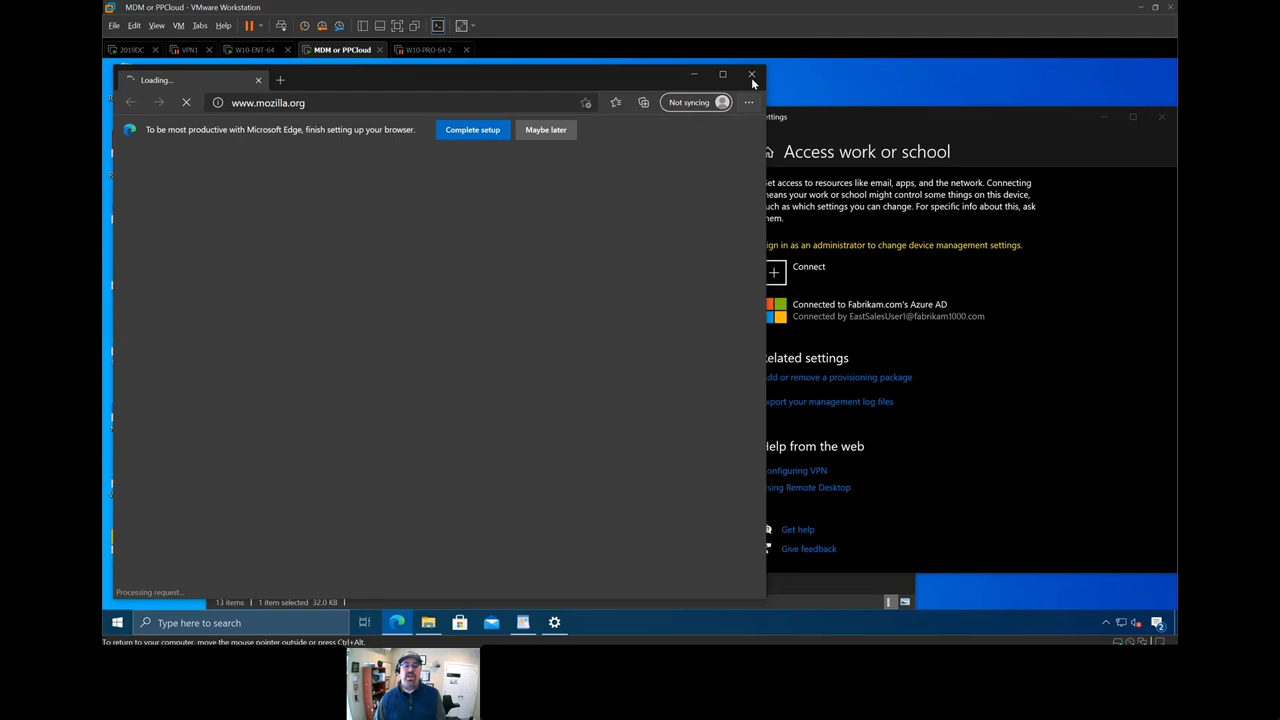 MDM or PPCloud - VMware Workstation
File Edit View VM Tabs Help
2019DC VPN1 W10-ENT-64 MDM or PPCloud W10-PRO-64-2
Loading...
www.mozilla.org
Not syncing
To be most productive with Microsoft Edge, finish setting up your browser. Complete setup Maybe later
ettings
Access work or school
et access to resources like email, apps, and the network. Connecting
eans your work or school might control some things on this device,
uch as which settings you can change. For specific info about this, ask
hem.
ign in as an administrator to change device management settings.
Connect
Connected to Fabrikam.com's Azure AD
Connected by EastSalesUser1@fabrikam1000.com
elated settings
dd or remove a provisioning package
xport your management log files
elp from the web
onfiguring VPN
sing Remote Desktop
Get help
Give feedback
Processing request...
13 items 1 item selected 32.0 KB
Type here to search
2
To return to your computer, move the mouse pointer outside or press Ctrl+Alt.